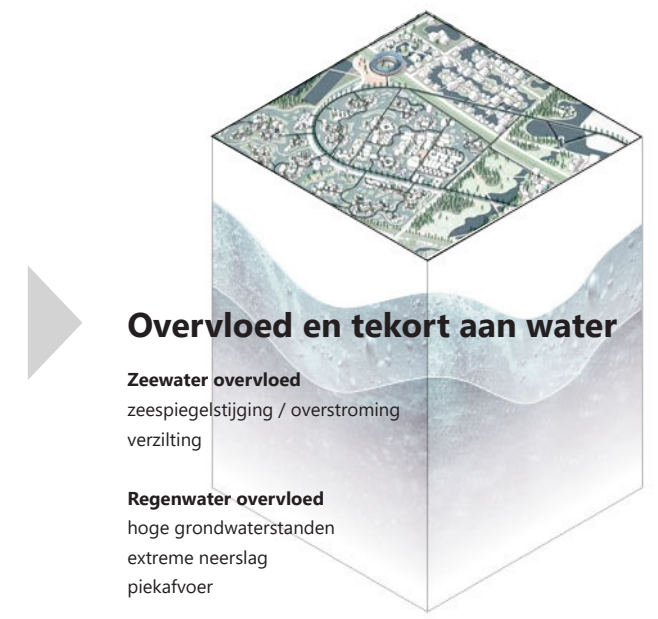 Overvloed en tekort aan water
Zeewater overvloed
zeespiegelstijging / overstroming
verzilting
Regenwater overvloed
hoge grondwaterstanden
extreme neerslag
piekafvoer